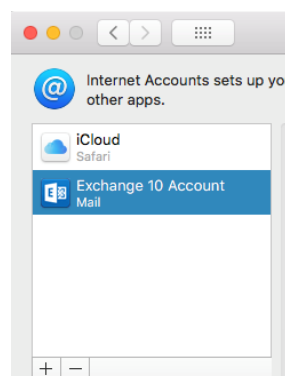 Internet Accounts sets up yo
other apps.
iCloud
Safari
Exchange 10 Account
Mail